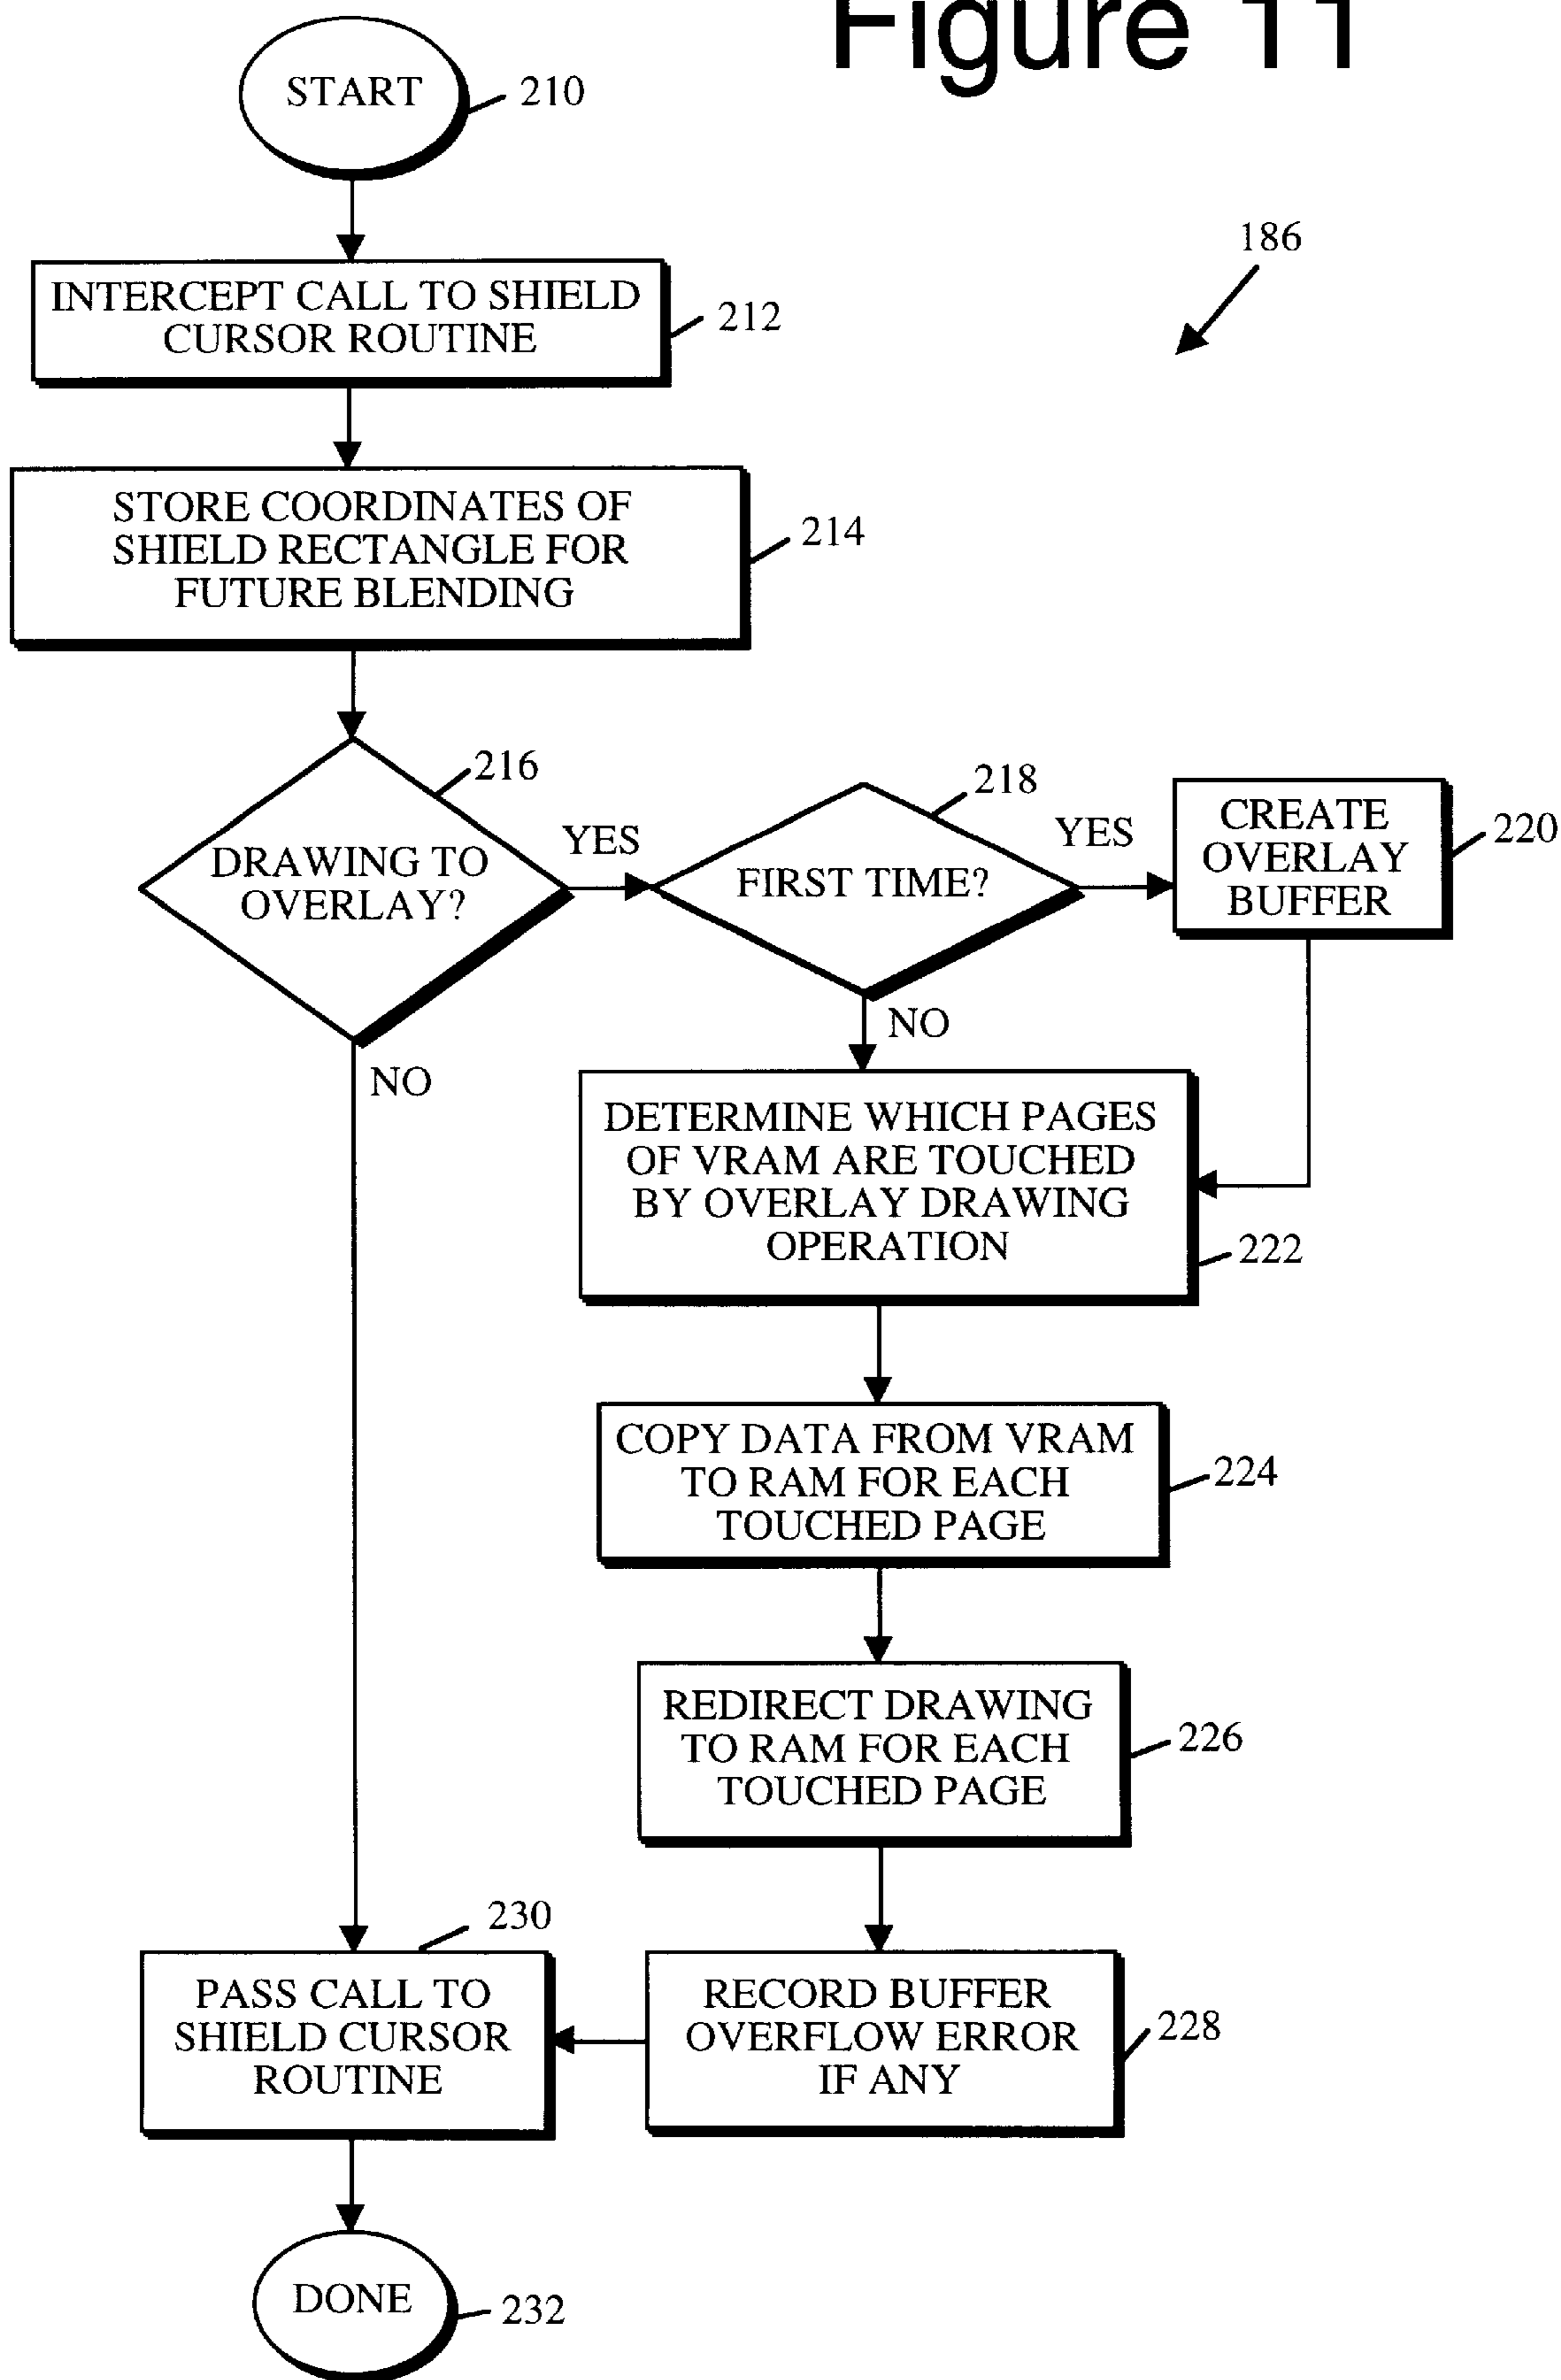 Figure 11
START
210
186
INTERCEPT CALL TO SHIELD
CURSOR ROUTINE
212
STORE COORDINATES OF
SHIELD RECTANGLE FOR
FUTURE BLENDING
214
DRAWING TO
OVERLAY?
216
YES
FIRST TIME?
218
YES
CREATE
OVERLAY
BUFFER
220
NO
NO
DETERMINE WHICH PAGES
OF VRAM ARE TOUCHED
BY OVERLAY DRAWING
OPERATION
222
COPY DATA FROM VRAM
TO RAM FOR EACH
TOUCHED PAGE
224
REDIRECT DRAWING
TO RAM FOR EACH
TOUCHED PAGE
226
RECORD BUFFER
OVERFLOW ERROR
IF ANY
228
230
PASS CALL TO
SHIELD CURSOR
ROUTINE
DONE
232